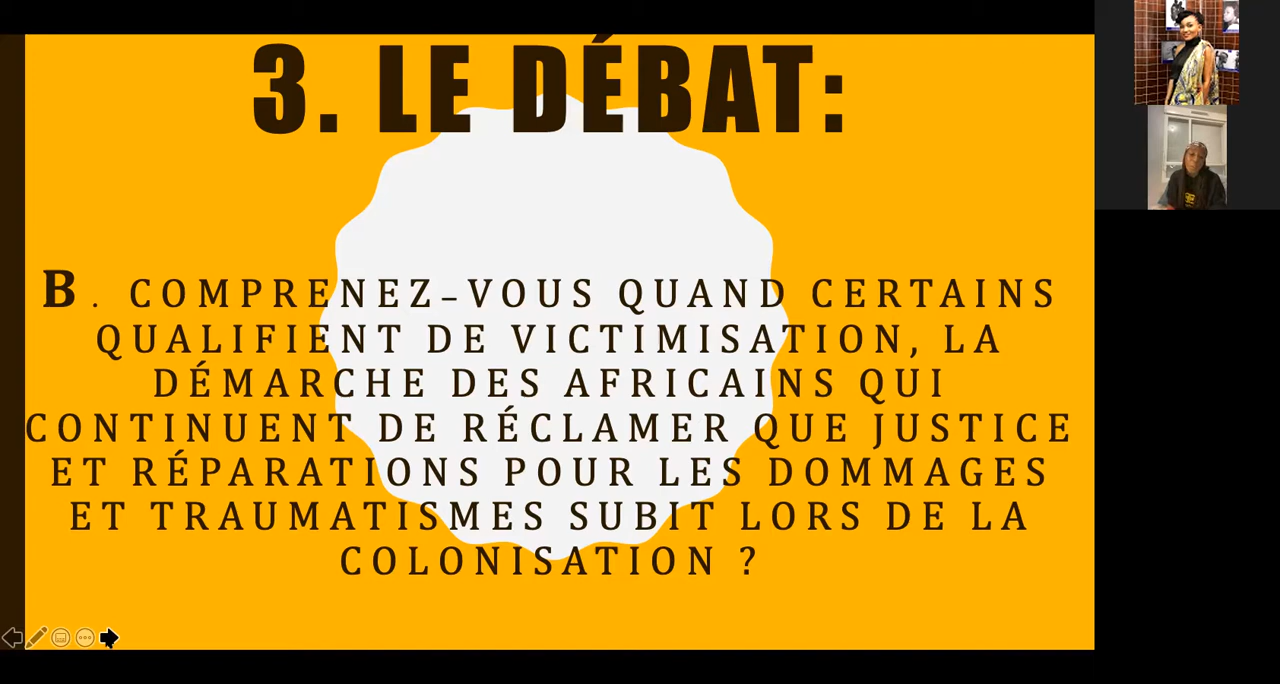 3. LE DÉBAT:
B. COMPRENEZ-VOUS QUAND CERTAINS
QUALIFIENT DE VICTIMISATION, LA
DÉMARCHE DES AFRICAINS QUI
CONTINUENT DE RÉCLAMER QUE JUSTICE
ET RÉPARATIONS POUR LES DOMMAGES
ET TRAUMATISMES SUBIT LORS DE LA
COLONISATION ?